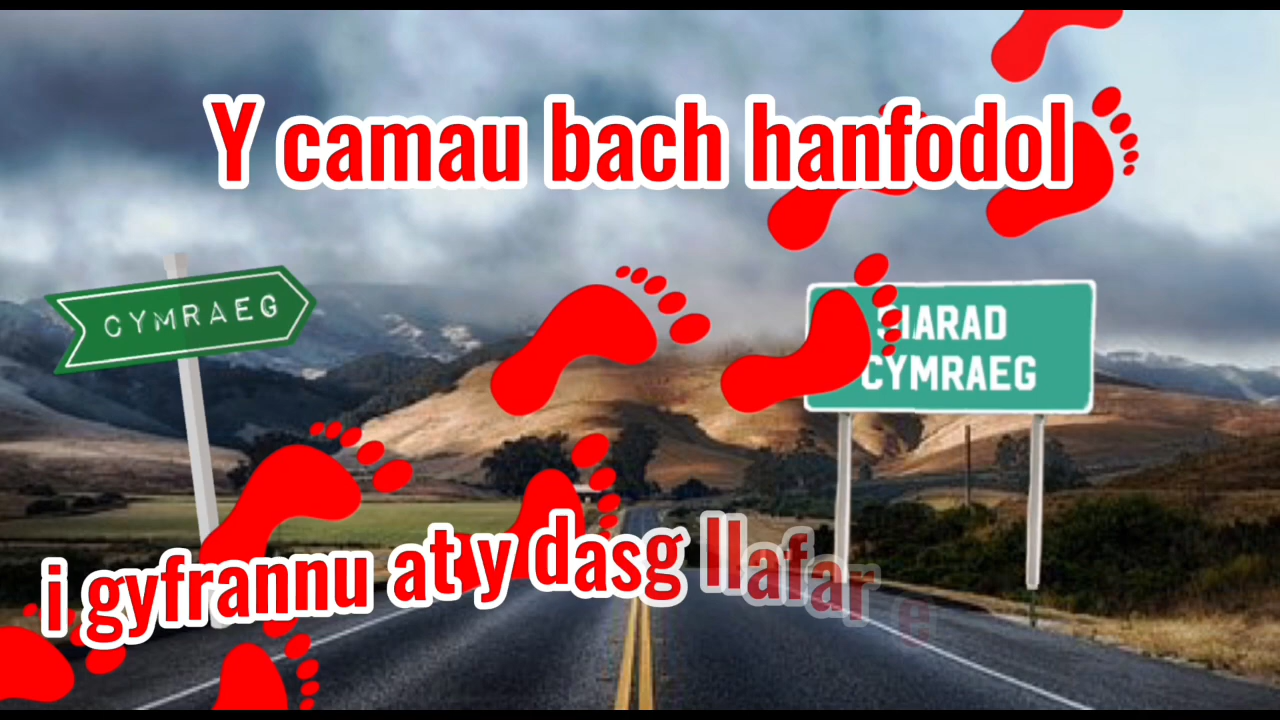 Y camau bach hanfodol
CYMRAEG
SIARAD
CYMRAEG
i gyfrannu at y dasg llafar e